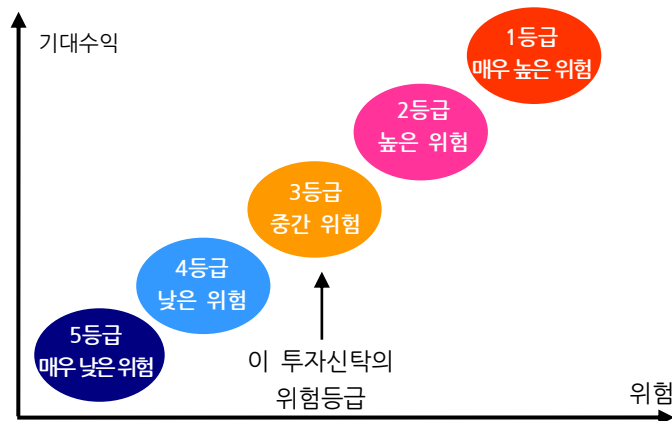 기대수익
1등급
매우 높은 위험
2등급
높은 위험
3등급
중간 위험
4등급
낮은 위험
5등급
매우 낮은 위험
이 투자신탁의
위험등급
위험